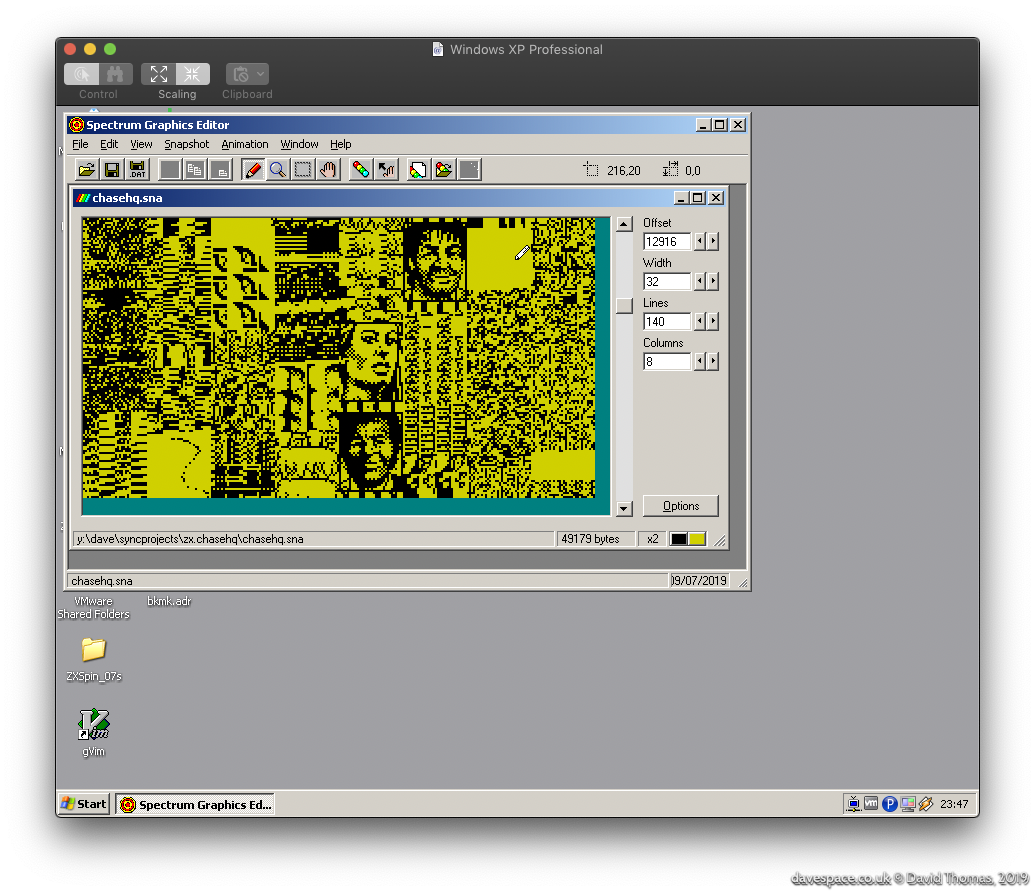 Windows XP Professional
Control
Scaling
Clipboard
Spectrum Graphics Editor
File Edit View Snapshot Animation Window Help
.DAT
216,20
0,0
chasehq.sna
Offset
12916
Width
32
Lines
140
Columns
8
Options
y:\dave\syncprojects\zx.chasehq\chasehq.sna
49179 bytes
x2
chasehq.sna
09/07/2019
VMware
Shared Folders
bkmk.adr
ZXSpin_07s
gVim
Start
Spectrum Graphics Ed...
vm
P
23:47
davespace.co.uk © David Thomas, 2019